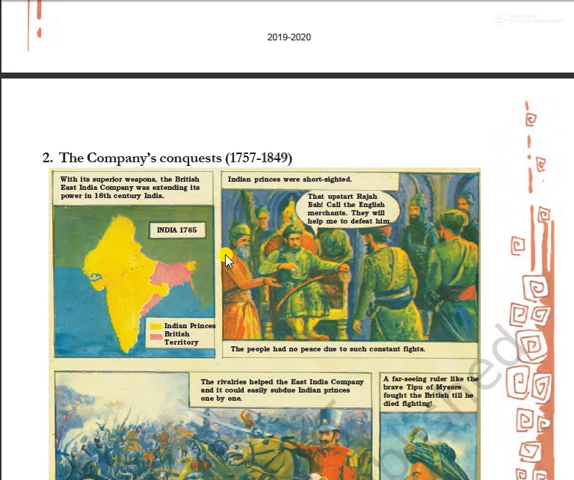 2019-2020
2. The Company's conquests (1757-1849)
With its superior weapons, the British
East India Company was extending its
power in 18th century India.
INDIA 1765
Indian Princes
British
Territory
Indian princes were short-sighted.
That upstart Rajah
Bah! Call the English
merchants. They will
help me to defeat him.
The people had no peace due to such constant fights.
The rivalries helped the East India Company
and it could easily subdue Indian princes
one by one.
A far-seeing ruler like the
brave Tipu of Mysore
fought the British till he
died fighting!